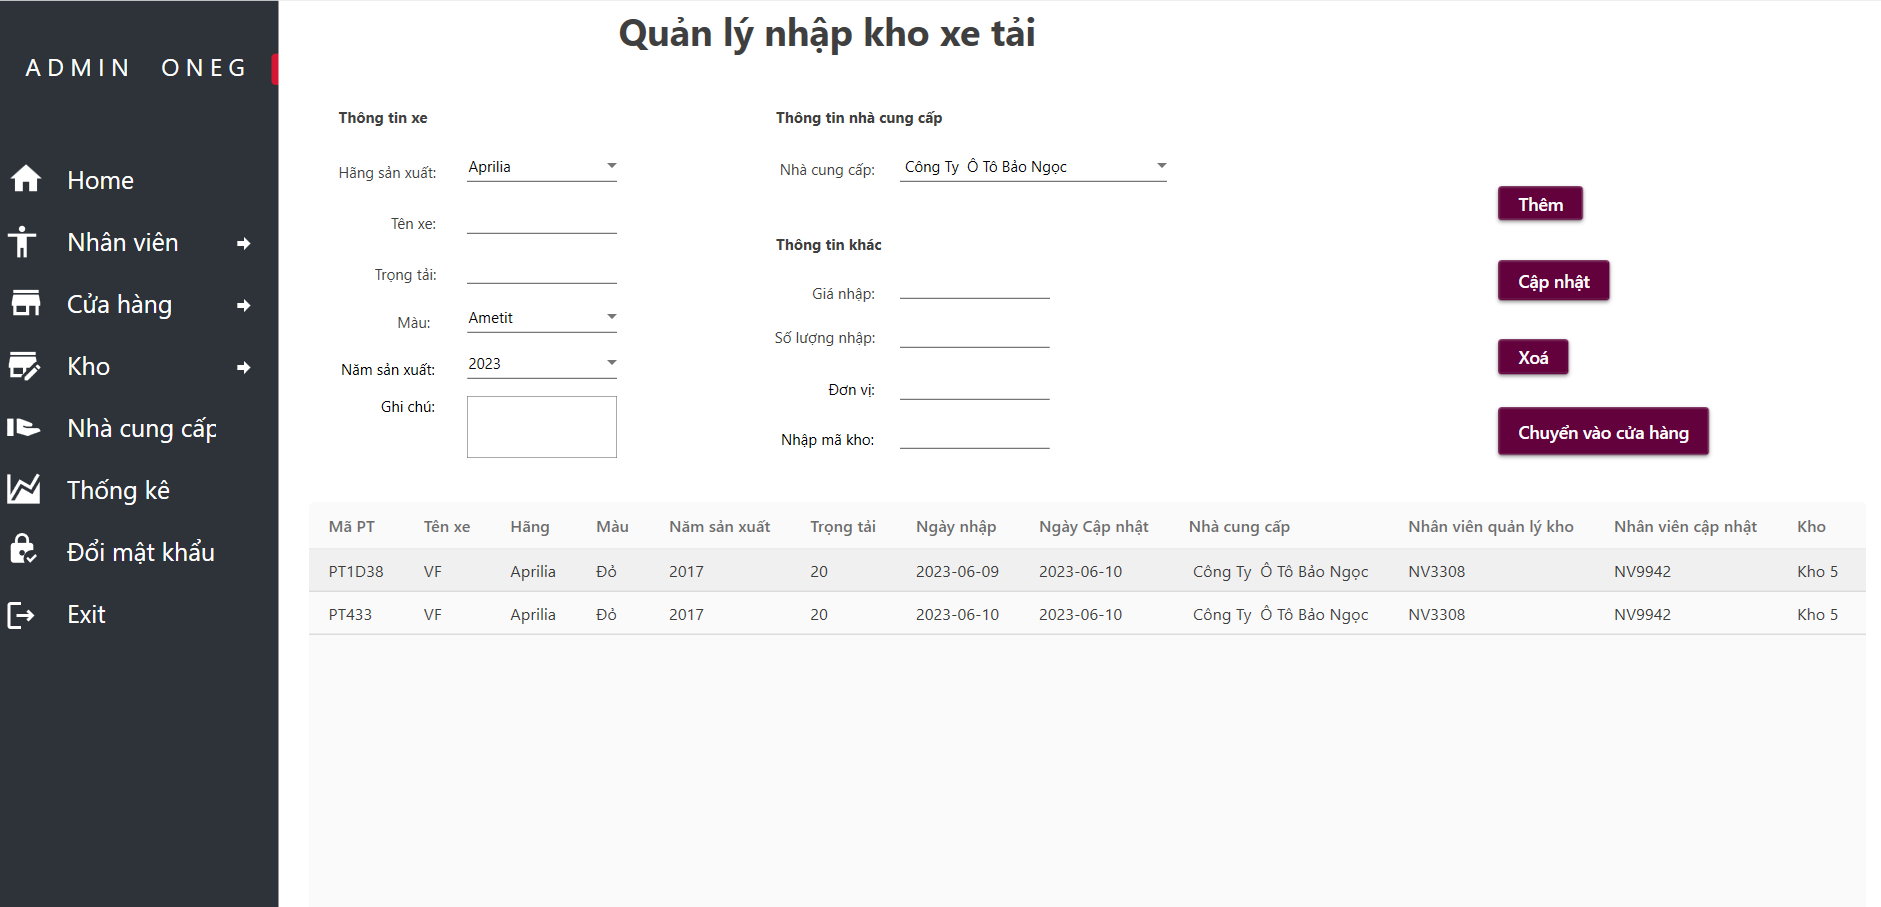 Quản lý nhập kho xe tải
ADMIN ONEG
Home
Nhân viên
Cửa hàng
Kho
Nhà cung cấp
Thống kê
Đổi mật khẩu
Exit
Thông tin xe
Hãng sản xuất: Aprilia
Tên xe:
Trọng tải:
Màu: Ametit
Năm sản xuất: 2023
Ghi chú:
Thông tin nhà cung cấp
Nhà cung cấp: Công Ty Ô Tô Bảo Ngọc
Thông tin khác
Giá nhập:
Số lượng nhập:
Đơn vị:
Nhập mã kho:
Thêm
Cập nhật
Xoá
Chuyển vào cửa hàng
Mã PT Tên xe Hãng Màu Năm sản xuất Trọng tải Ngày nhập Ngày Cập nhật Nhà cung cấp Nhân viên quản lý kho Nhân viên cập nhật Kho
PT1D38 VF Aprilia Đỏ 2017 20 2023-06-09 2023-06-10 Công Ty Ô Tô Bảo Ngọc NV3308 NV9942 Kho 5
PT433 VF Aprilia Đỏ 2017 20 2023-06-10 2023-06-10 Công Ty Ô Tô Bảo Ngọc NV3308 NV9942 Kho 5